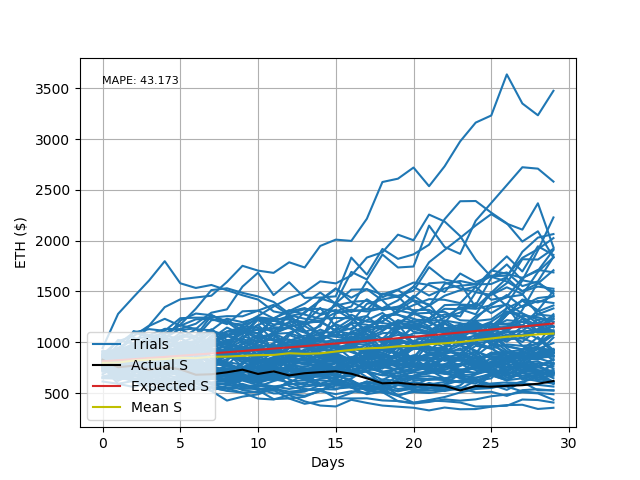 MAPE: 43.173
3500
3000
2500
2000
1500
1000
500
ETH ($)
Trials
Actual S
Expected S
Mean S
0 5 10 15 20 25 30
Days